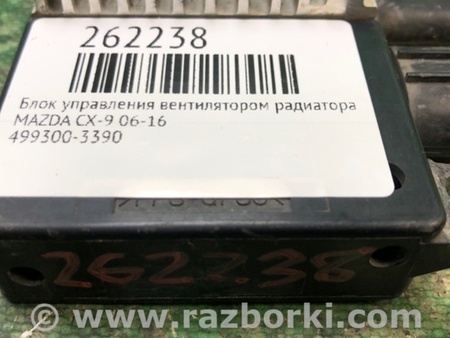 262238
Блок управления вентилятором радиатора
MAZDA CX-9 06-16
499300-3390
262238
www.razborki.com